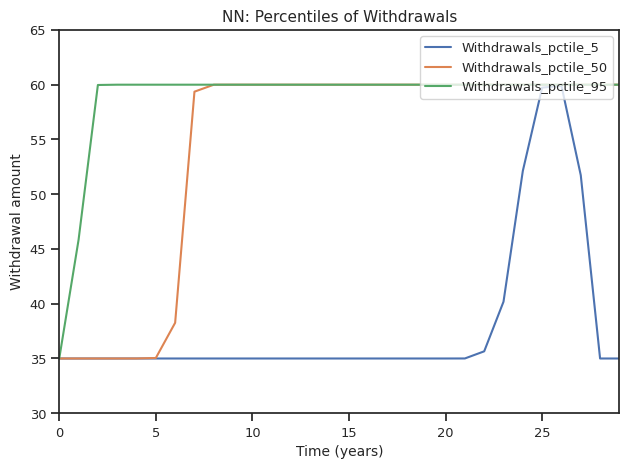 NN: Percentiles of Withdrawals
65
60
55
50
45
40
35
30
Withdrawal amount
Withdrawals_pctile_5
Withdrawals_pctile_50
Withdrawals_pctile_95
0 5 10 15 20 25
Time (years)